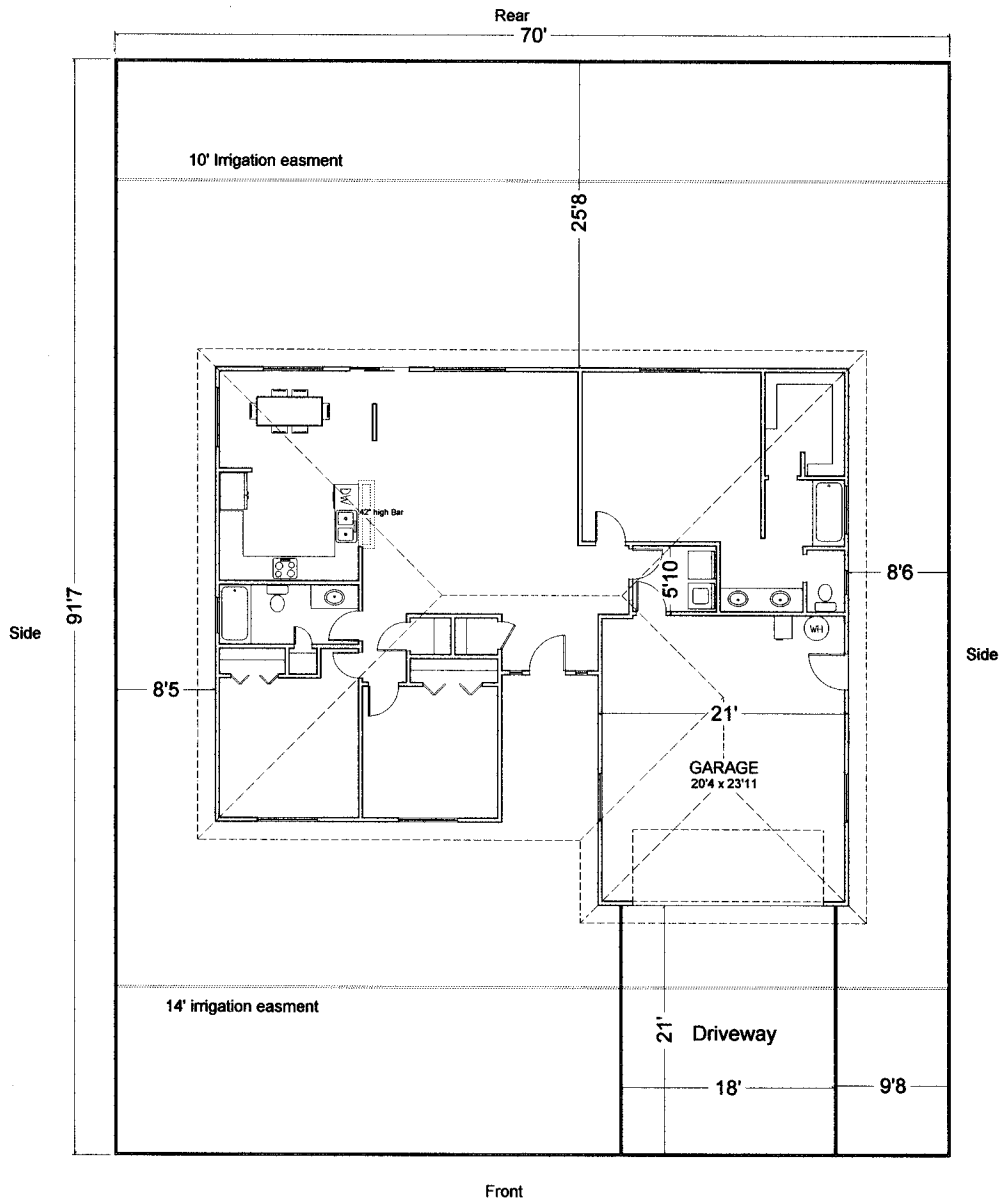 Rear
70'
10' Irrigation easment
25'8
91'7
DW
42" high Bar
5'10
8'6
Side
WH
Side
8'5
21'
GARAGE
20'4 x 23'11
14' irrigation easment
21'
Driveway
18'
9'8
Front